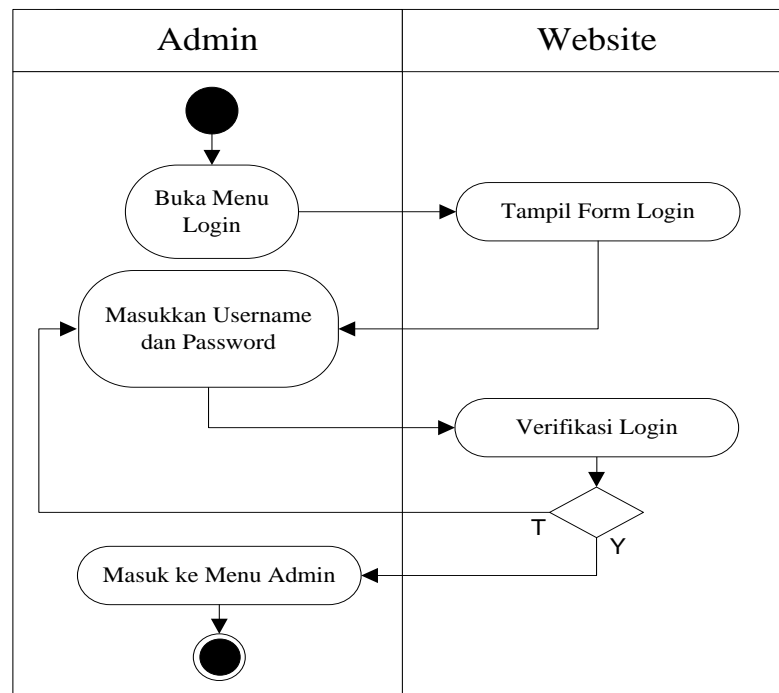 Admin
Website
Buka Menu
Login
Tampil Form Login
Masukkan Username
dan Password
Verifikasi Login
T
Y
Masuk ke Menu Admin